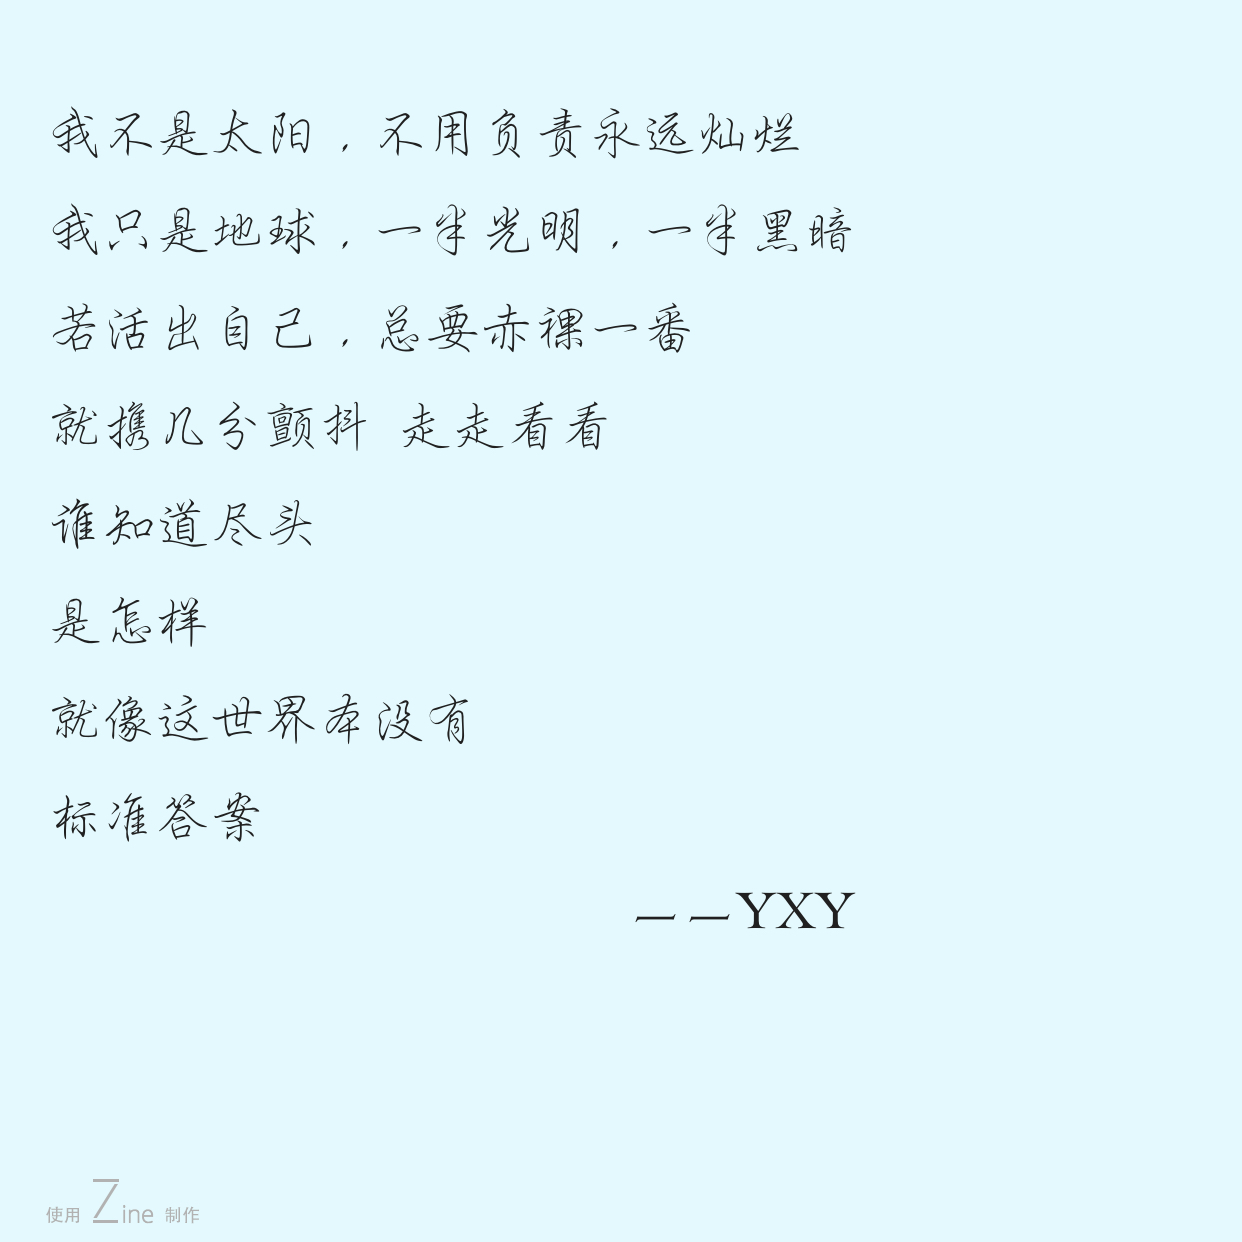 我不是太阳，不用负责永远灿烂
我只是地球，一半光明，一半黑暗
若活出自己，总要赤裸一番
就携几分颤抖 走走看看
谁知道尽头
是怎样
就像这世界本没有
标准答案
——YXY
使用 Zine 制作